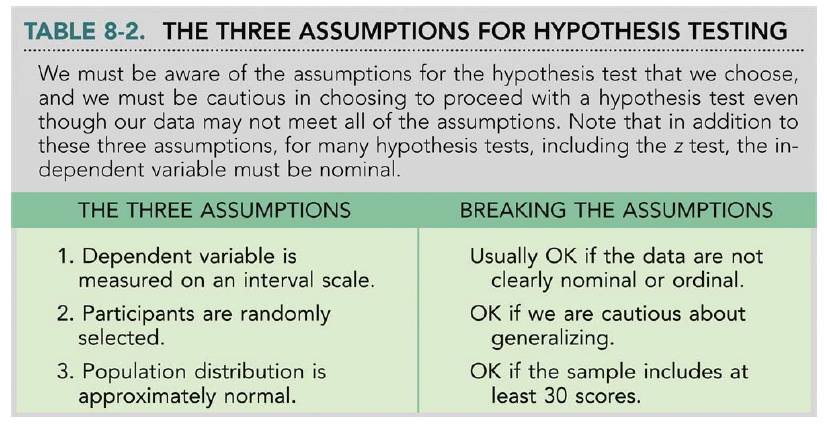 TABLE 8-2. THE THREE ASSUMPTIONS FOR HYPOTHESIS TESTING
We must be aware of the assumptions for the hypothesis test that we choose,
and we must be cautious in choosing to proceed with a hypothesis test even
though our data may not meet all of the assumptions. Note that in addition to
these three assumptions, for many hypothesis tests, including the z test, the in-
dependent variable must be nominal.
THE THREE ASSUMPTIONS
BREAKING THE ASSUMPTIONS
1. Dependent variable is
measured on an interval scale.
Usually OK if the data are not
clearly nominal or ordinal.
2. Participants are randomly
selected.
OK if we are cautious about
generalizing.
3. Population distribution is
approximately normal.
OK if the sample includes at
least 30 scores.